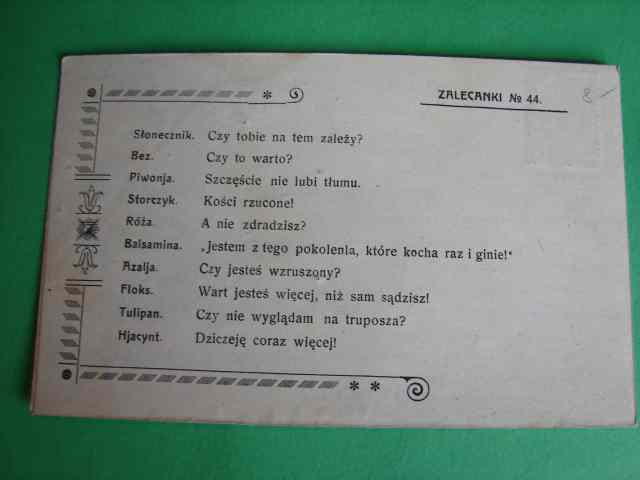 ZALECANKI № 44.
8 —
Słonecznik. Czy tobie na tem zależy?
Bez. Czy to warto?
Piwonja. Szczęście nie lubi tłumu.
Storczyk. Kości rzucone!
Róża. A nie zdradzisz?
Balsamina. „Jestem z tego pokolenia, które kocha raz i ginie!“
Azalja. Czy jesteś wzruszony?
Floks. Wart jesteś więcej, niż sam sądzisz!
Tulipan. Czy nie wyglądam na truposza?
Hjacynt. Dziczeję coraz więcej!